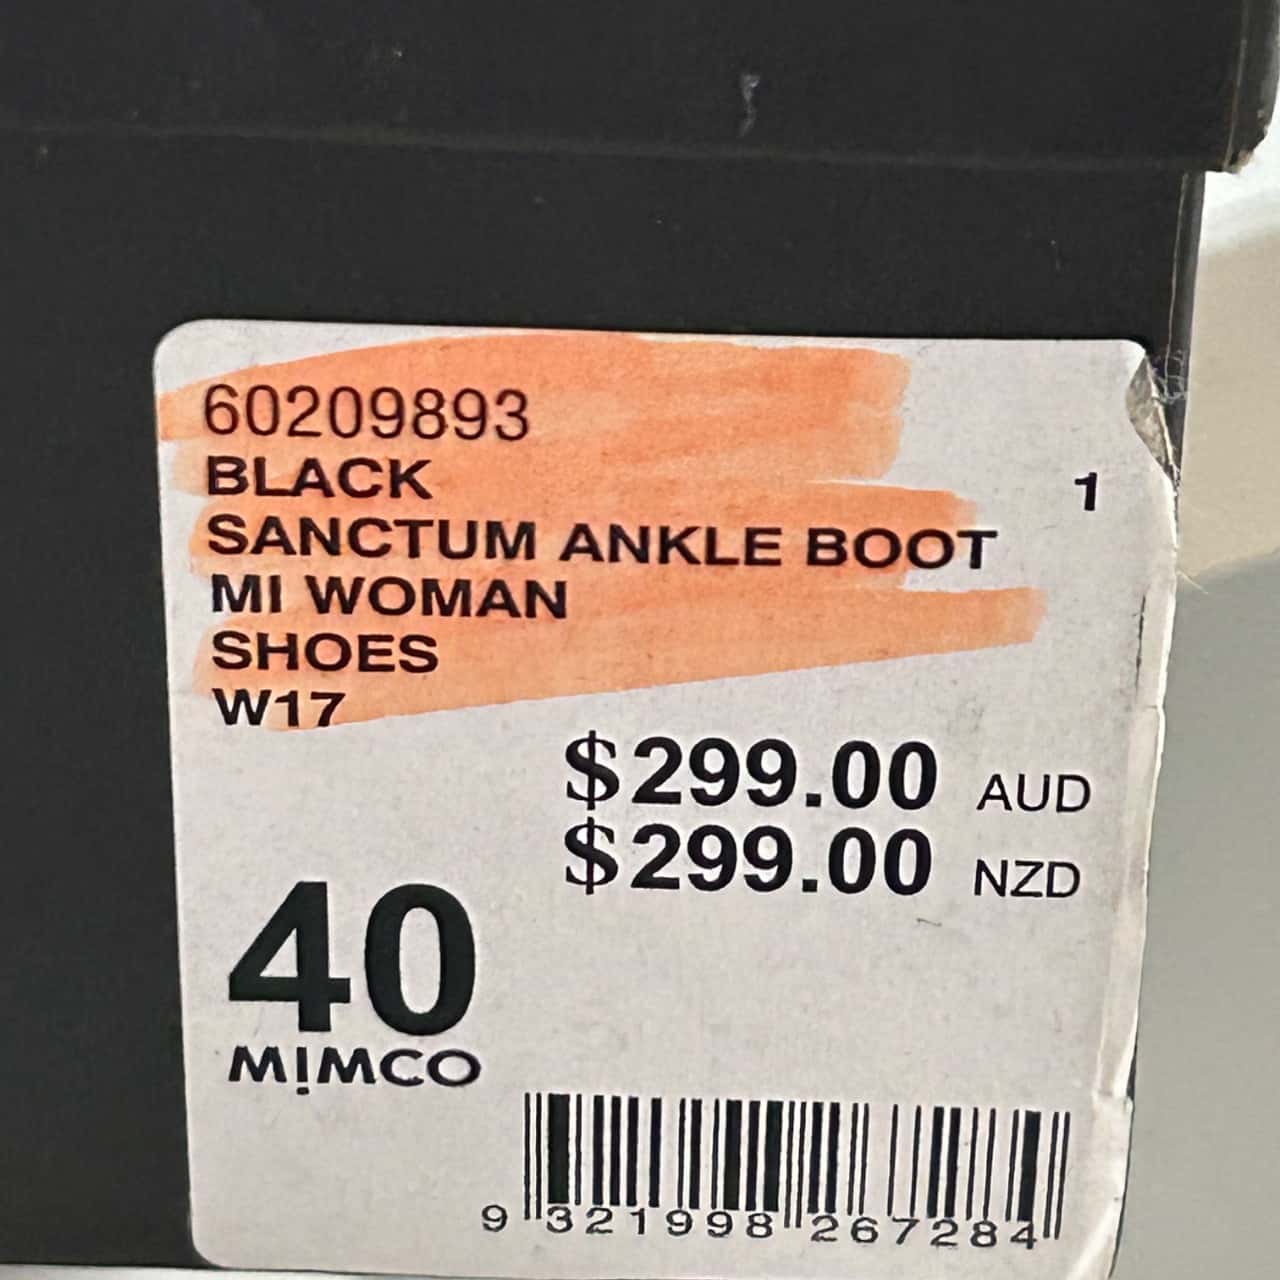 60209893
BLACK
1
SANCTUM ANKLE BOOT
MI WOMAN
SHOES
W17
$299.00 AUD
$299.00 NZD
40
MIMCO
9 321998 267284